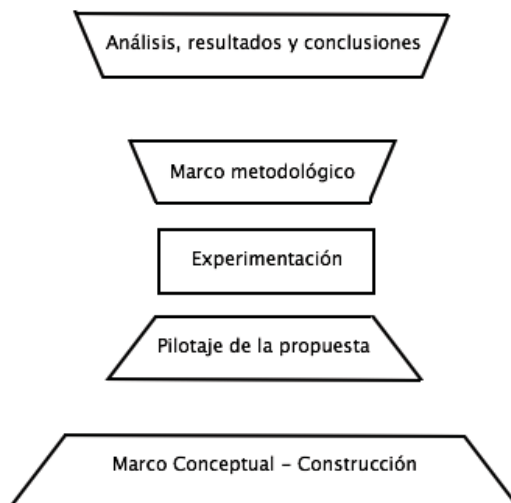 Análisis, resultados y conclusiones
Marco metodológico
Experimentación
Pilotaje de la propuesta
Marco Conceptual – Construcción